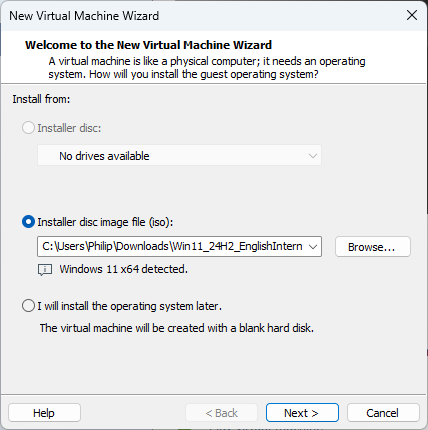 New Virtual Machine Wizard
Welcome to the New Virtual Machine Wizard
A virtual machine is like a physical computer; it needs an operating
system. How will you install the guest operating system?
Install from:
Installer disc:
No drives available
Installer disc image file (iso):
C:\Users\Philip\Downloads\Win11_24H2_EnglishIntern
Browse...
Windows 11 x64 detected.
I will install the operating system later.
The virtual machine will be created with a blank hard disk.
Help
< Back
Next >
Cancel